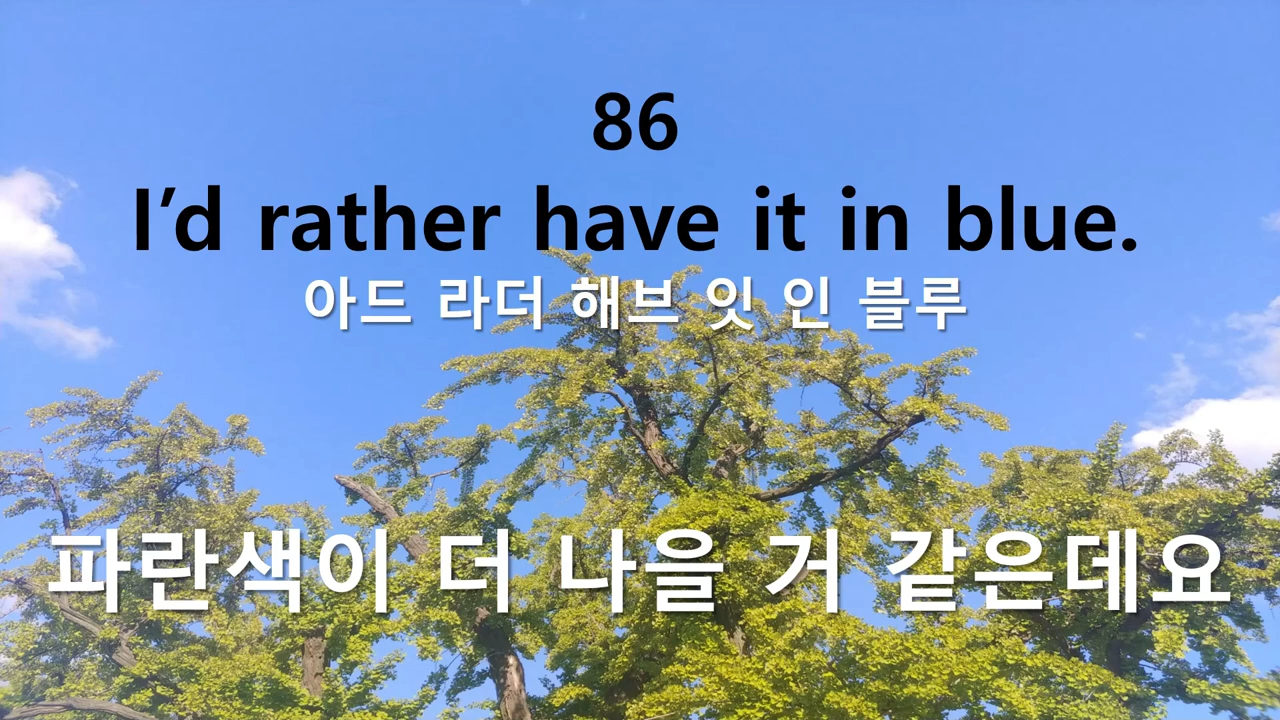 86
I’d rather have it in blue.
아드 라더 해브 잇 인 블루
파란색이 더 나을 거 같은데요